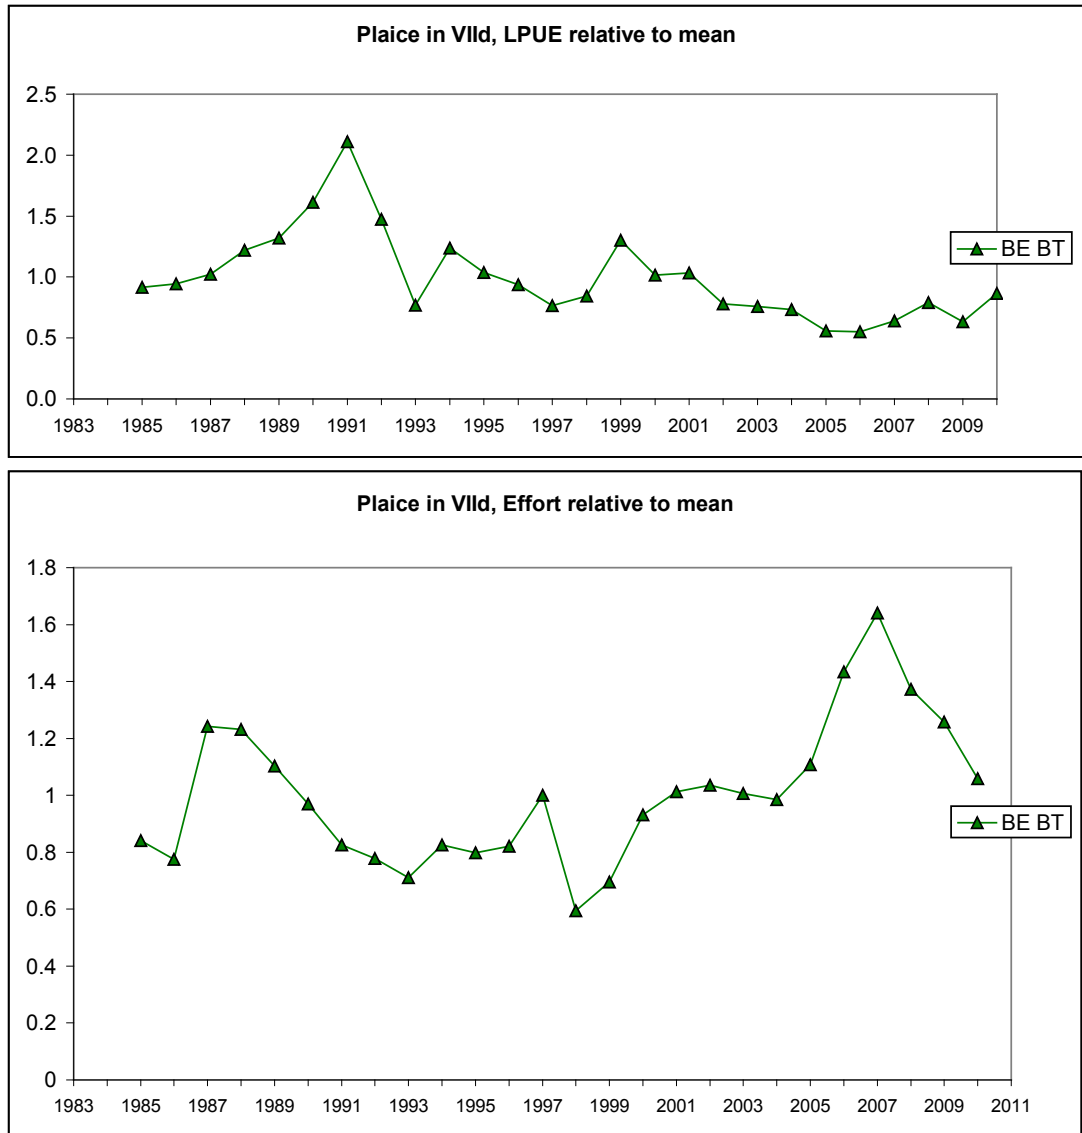 Plaice in VIId, LPUE relative to mean
2.5
2.0
1.5
1.0
0.5
0.0
BE BT
1983 1985 1987 1989 1991 1993 1995 1997 1999 2001 2003 2005 2007 2009
Plaice in VIId, Effort relative to mean
1.8
1.6
1.4
1.2
1
0.8
0.6
0.4
0.2
0
BE BT
1983 1985 1987 1989 1991 1993 1995 1997 1999 2001 2003 2005 2007 2009 2011